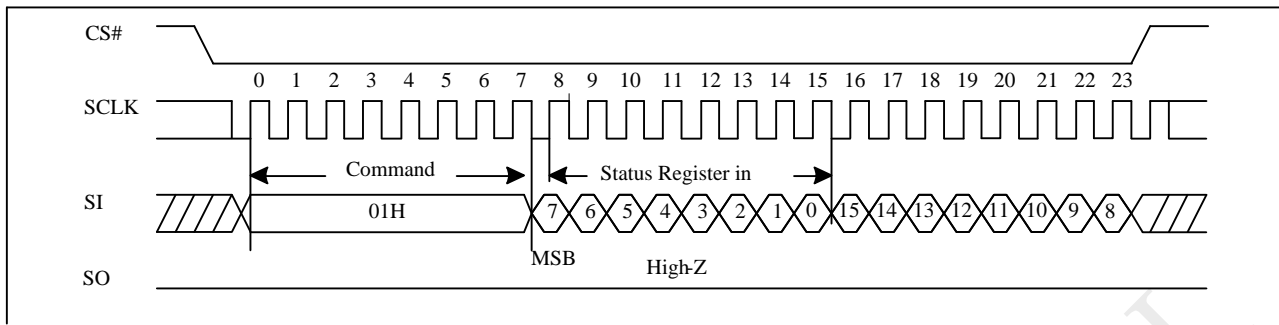 CS#
0 1 2 3 4 5 6 7 8 9 10 11 12 13 14 15 16 17 18 19 20 21 22 23
SCLK
Command Status Register in
SI 01H 7 6 5 4 3 2 1 0 15 14 13 12 11 10 9 8
MSB High-Z
SO